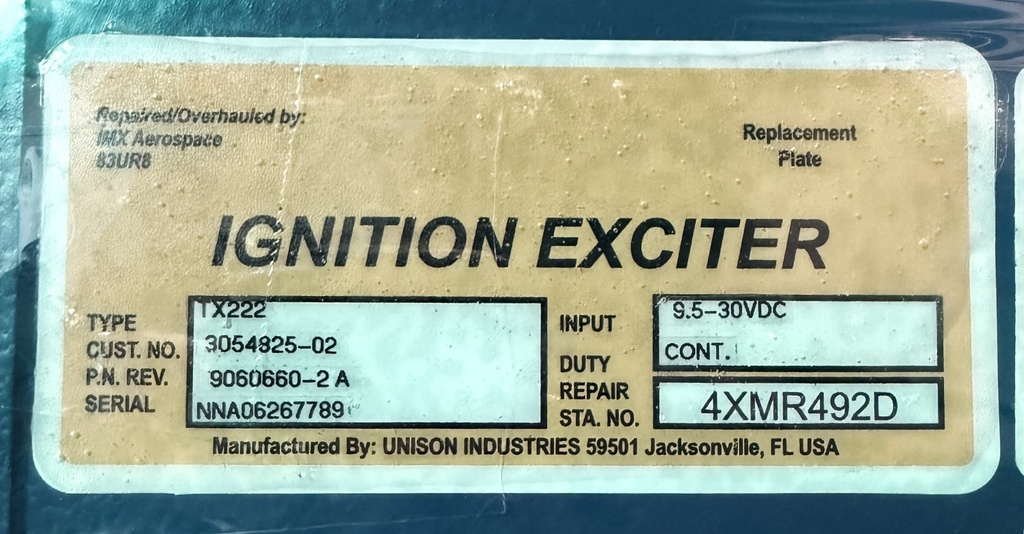 Repaired/Overhauled by:
IMX Aerospace
83UR8
Replacement
Plate
IGNITION EXCITER
TYPE TX222
CUST. NO. 3054825-02
P.N. REV. 9060660-2 A
SERIAL NNA06267789
INPUT 9.5-30VDC
DUTY CONT.
REPAIR
STA. NO. 4XMR492D
Manufactured By: UNISON INDUSTRIES 59501 Jacksonville, FL USA